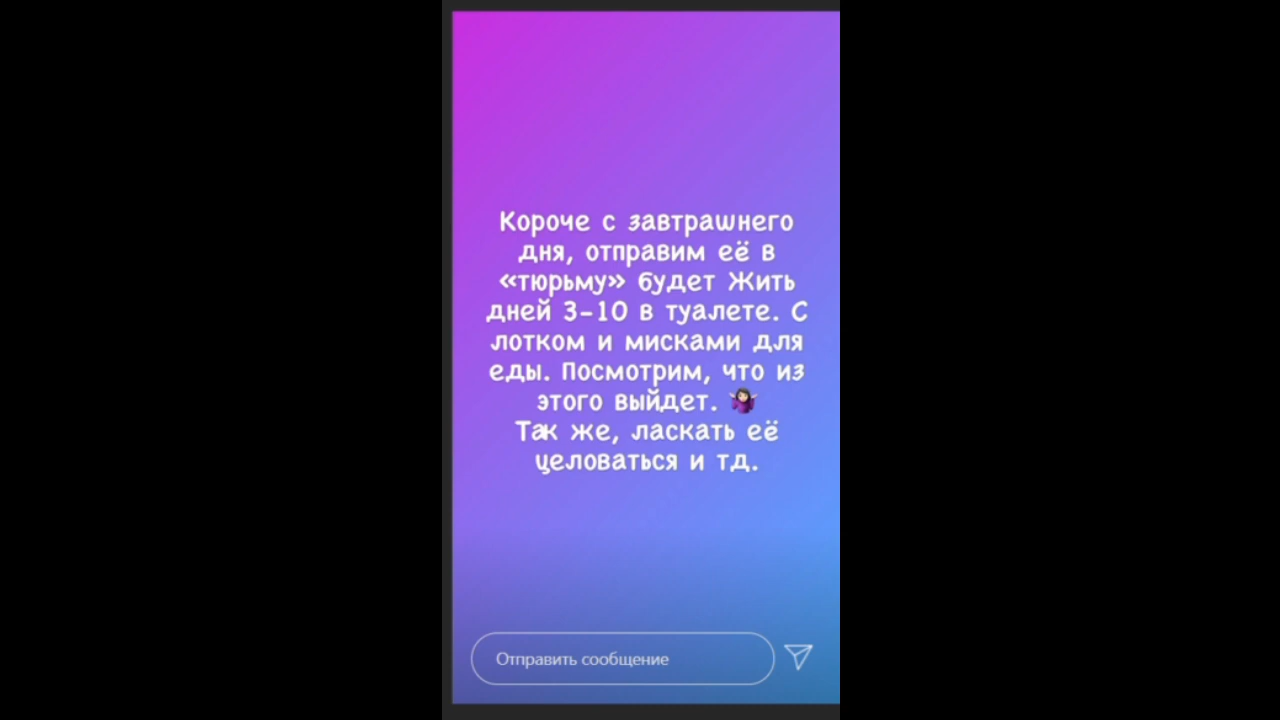 Короче с завтрашнего
дня, отправим её в
«тюрьму» будет Жить
дней 3-10 в туалете. С
лотком и мисками для
еды. Посмотрим, что из
этого выйдет. 🤷🏻‍♀️
Так же, ласкать её
целоваться и тд.
Отправить сообщение